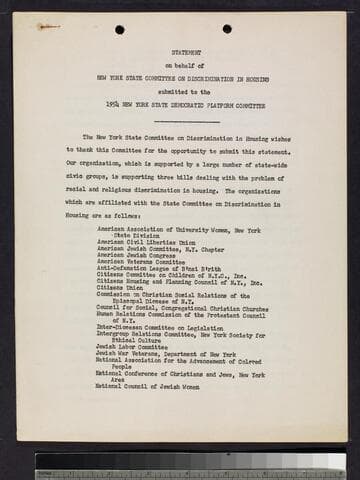 STATEMENT
on behalf of
NEW YORK STATE COMMITTEE ON DISCRIMINATION IN HOUSING
submitted to the
1954 NEW YORK STATE DEMOCRATIC PLATFORM COMMITTEE
The New York State Committee on Discrimination in Housing wishes
to thank this Committee for the opportunity to submit this statement.
Our organization, which is supported by a large number of state-wide
civic groups, is supporting three bills dealing with the problem of
racial and religious discrimination in housing. The organizations
which are affiliated with the State Committee on Discrimination in
Housing are as follows:
American Association of University Women, New York
State Division
American Civil Liberties Union
American Jewish Committee, N.Y. Chapter
American Jewish Congress
American Veterans Committee
Anti-Defamation League of B'nai B'rith
Citizens Committee on Children of N.Y.C., Inc.
Citizens Housing and Planning Council of N.Y., Inc.
Citizens Union
Commission on Christian Social Relations of the
Episcopal Diocese of N.Y.
Council for Social, Congregational Christian Churches
Human Relations Commission of the Protestant Council
of N.Y.
Inter-Diocesan Committee on Legislation
Intergroup Relations Committee, New York Society for
Ethical Culture
Jewish Labor Committee
Jewish War Veterans, Department of New York
National Association for the Advancement of Colored
People
National Conference of Christians and Jews, New York
Area
National Council of Jewish Women